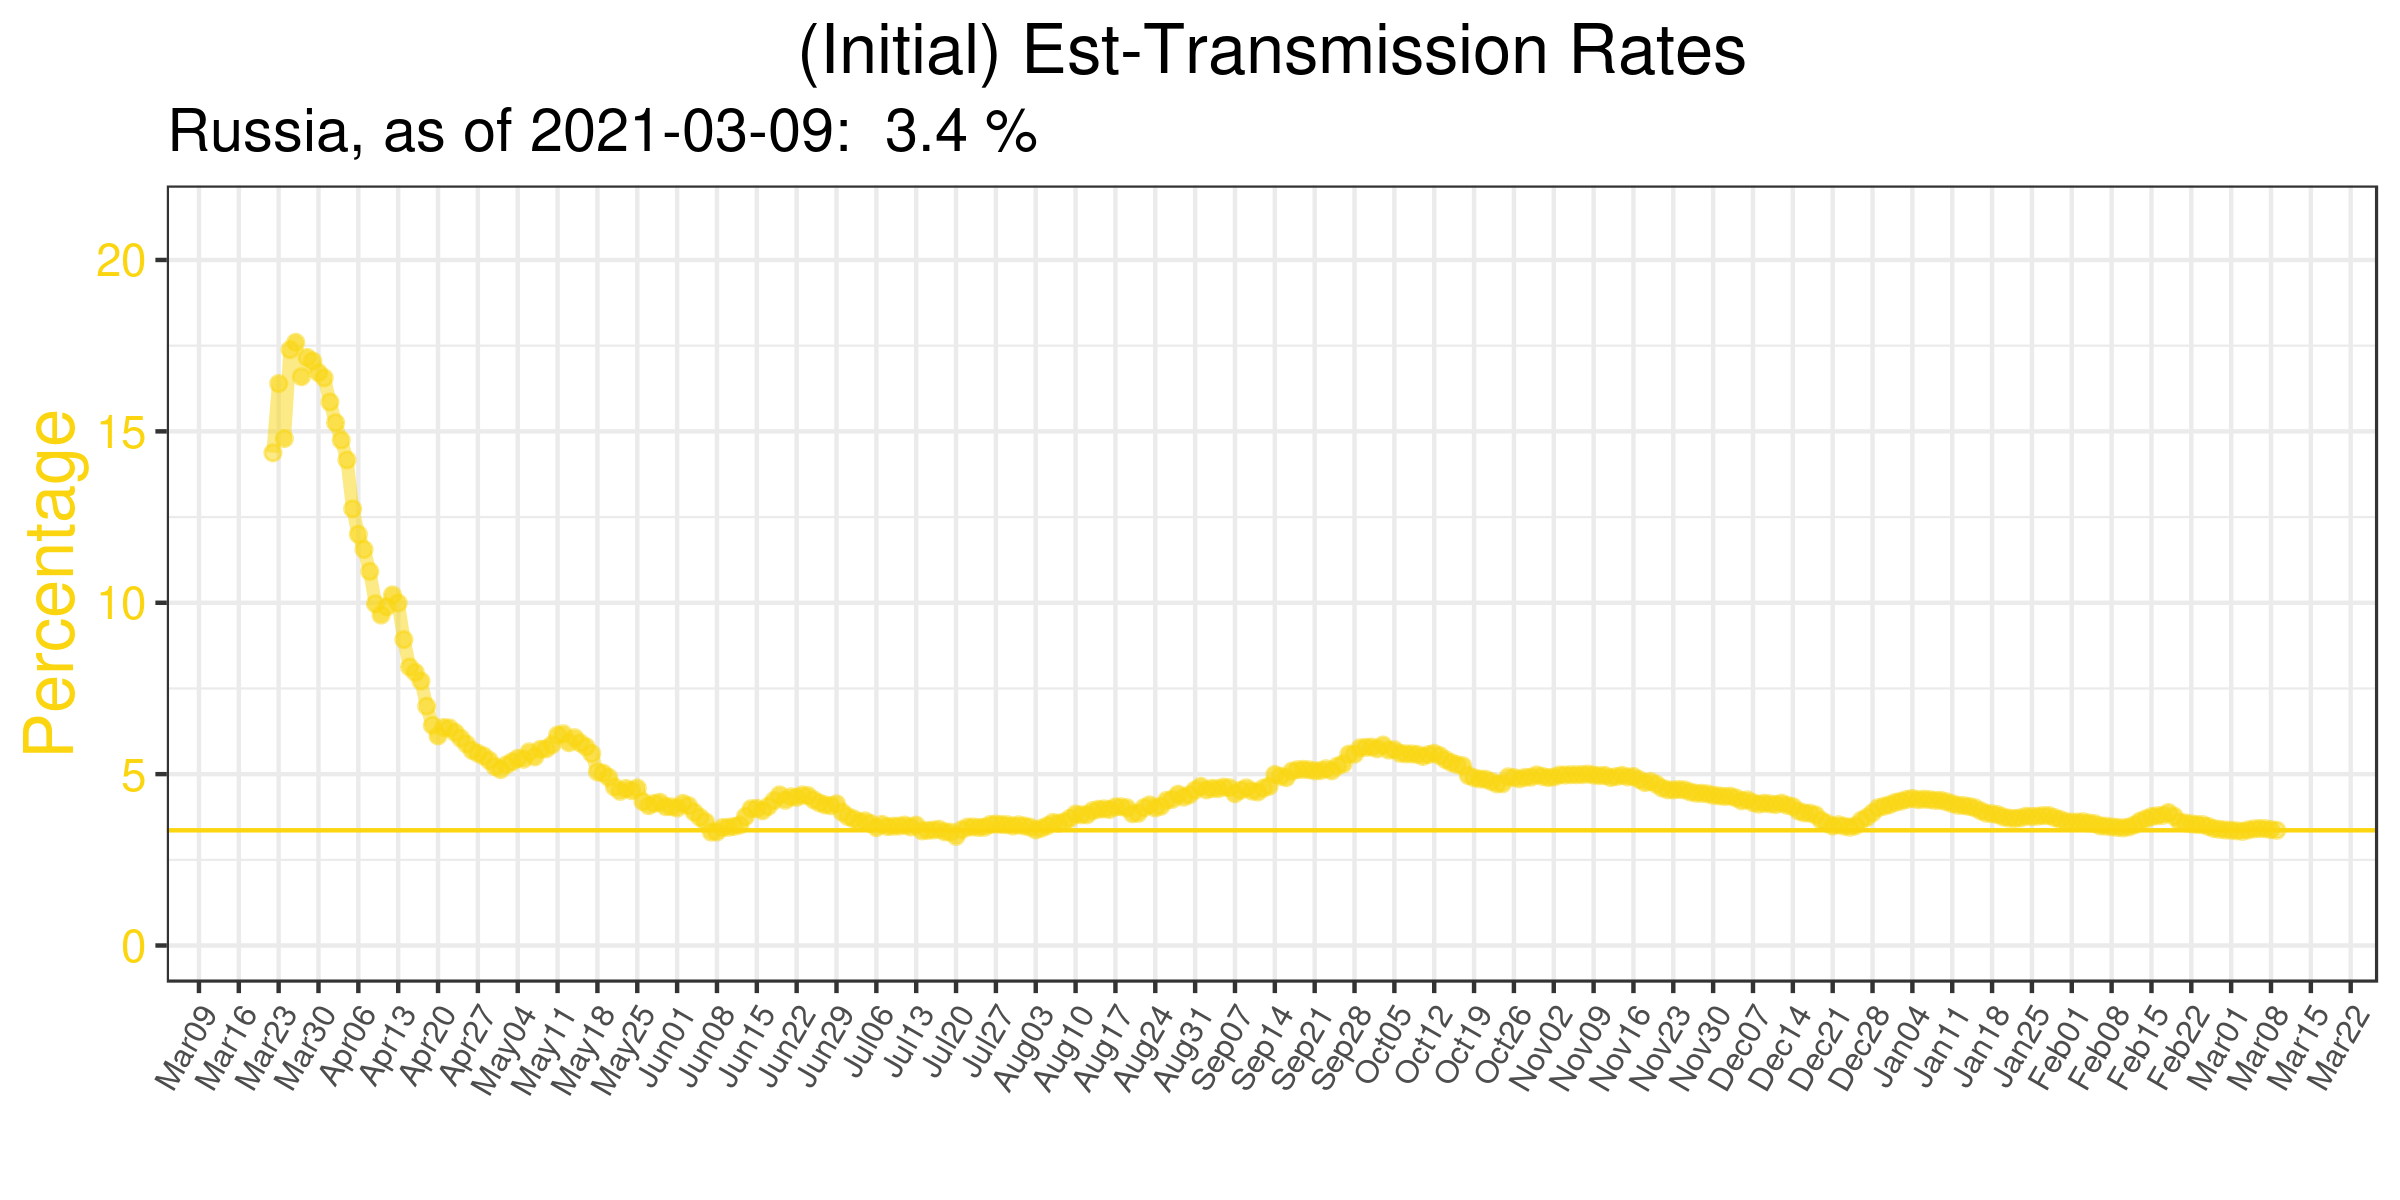 (Initial) Est-Transmission Rates
Russia, as of 2021-03-09:  3.4 %
Percentage
20
15
10
5
0
Mar09
Mar16
Mar23
Mar30
Apr06
Apr13
Apr20
Apr27
May04
May11
May18
May25
Jun01
Jun08
Jun15
Jun22
Jun29
Jul06
Jul13
Jul20
Jul27
Aug03
Aug10
Aug17
Aug24
Aug31
Sep07
Sep14
Sep21
Sep28
Oct05
Oct12
Oct19
Oct26
Nov02
Nov09
Nov16
Nov23
Nov30
Dec07
Dec14
Dec21
Dec28
Jan04
Jan11
Jan18
Jan25
Feb01
Feb08
Feb15
Feb22
Mar01
Mar08
Mar15
Mar22